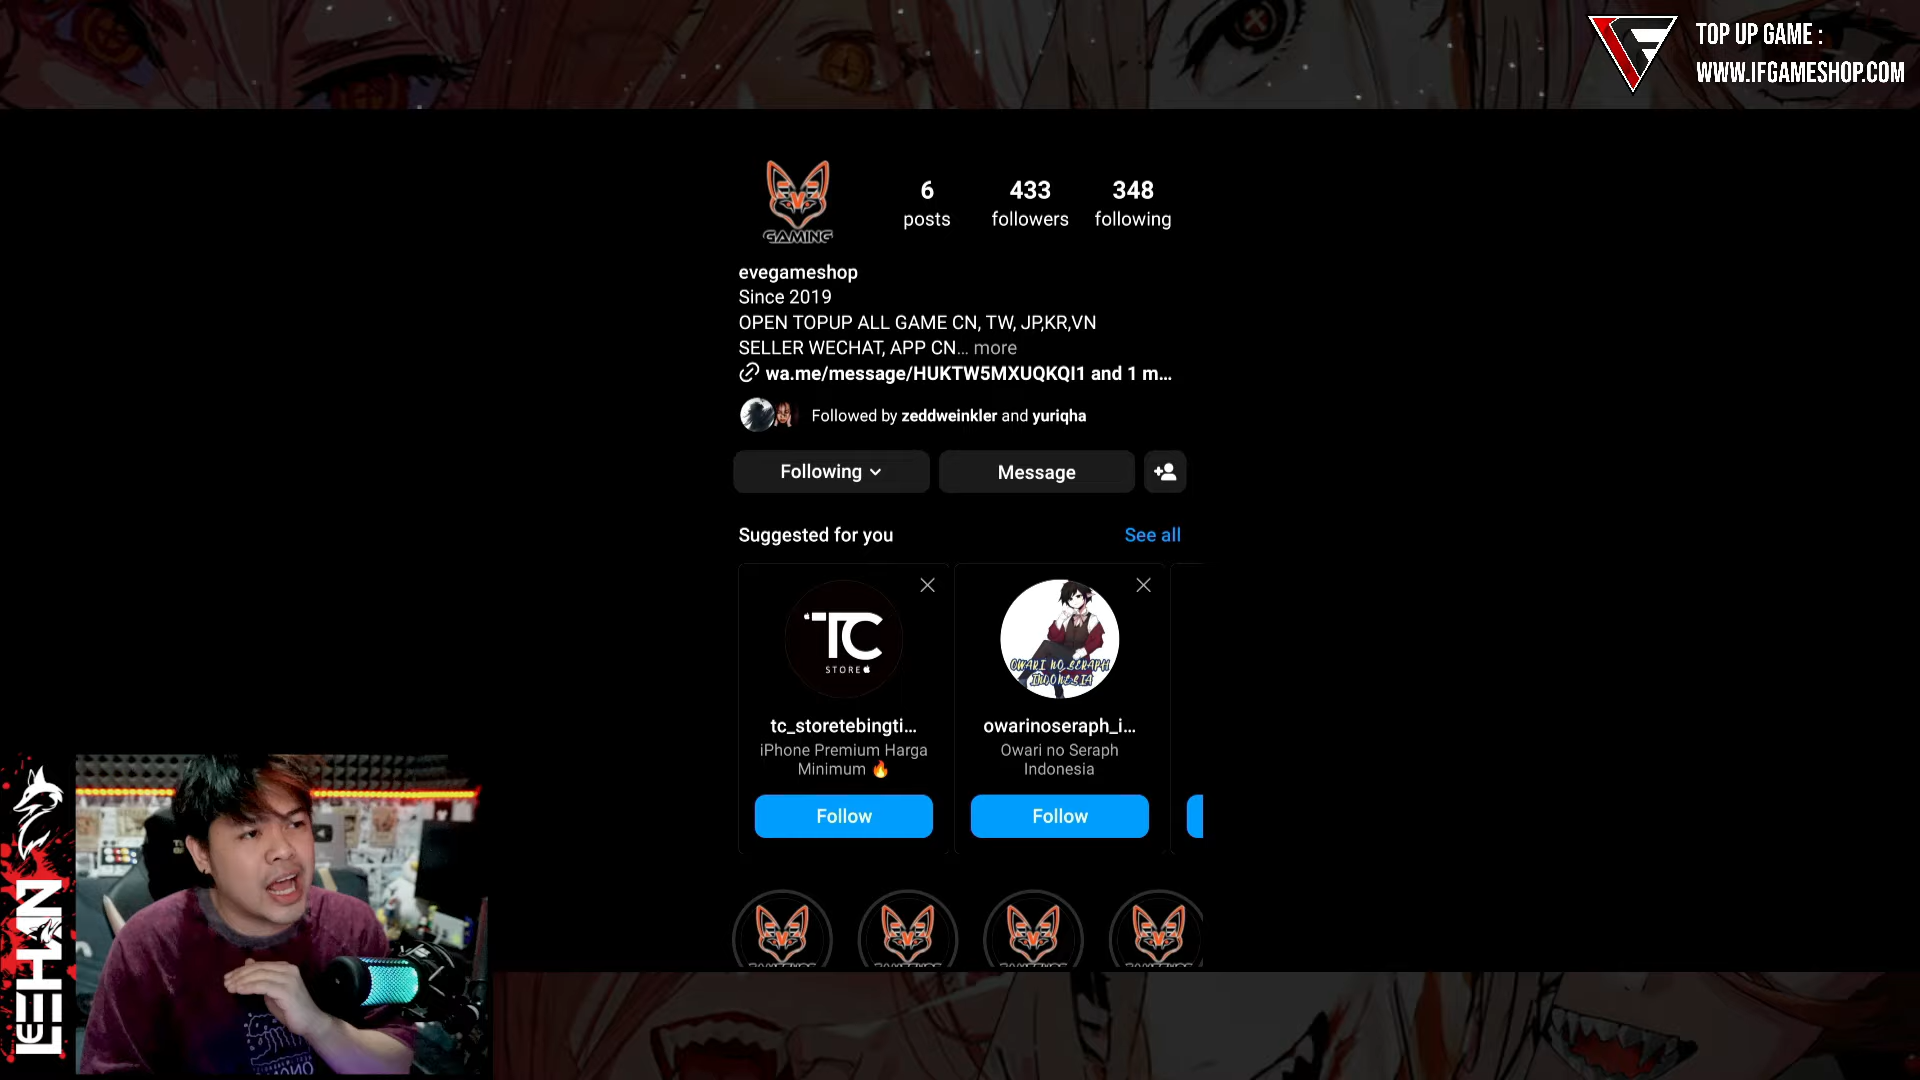 TOP UP GAME :
WWW.IFGAMESHOP.COM
GAMING
6
posts
433
followers
348
following
evegameshop
Since 2019
OPEN TOPUP ALL GAME CN, TW, JP,KR,VN
SELLER WECHAT, APP CN... more
wa.me/message/HUKTW5MXUQKQI1 and 1 m...
Followed by zeddweinkler and yuriqha
Following
Message
Suggested for you
See all
TC
STORE
tc_storetebingti...
iPhone Premium Harga
Minimum 🔥
Follow
OWARI NO SERAPH
INDONESIA
owarinoseraph_i...
Owari no Seraph
Indonesia
Follow
LEHAN